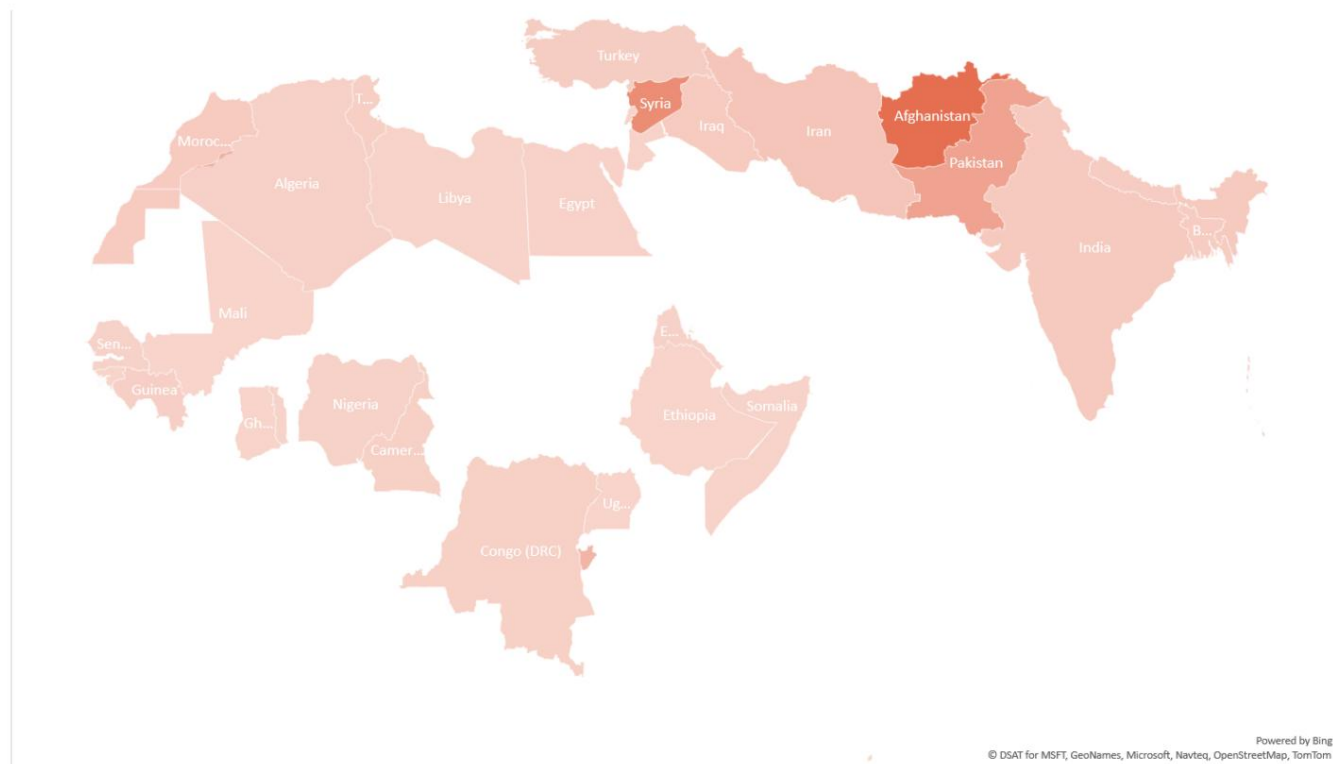 Turkey
Syria
Iraq
Iran
Afghanistan
Pakistan
India
B...
T...
Moroc...
Algeria
Libya
Egypt
Mali
Sen...
Guinea
Gh...
Nigeria
Camer...
E...
Ethiopia
Somalia
Ug...
Congo (DRC)
Powered by Bing
© DSAT for MSFT, GeoNames, Microsoft, Navteq, OpenStreetMap, TomTom